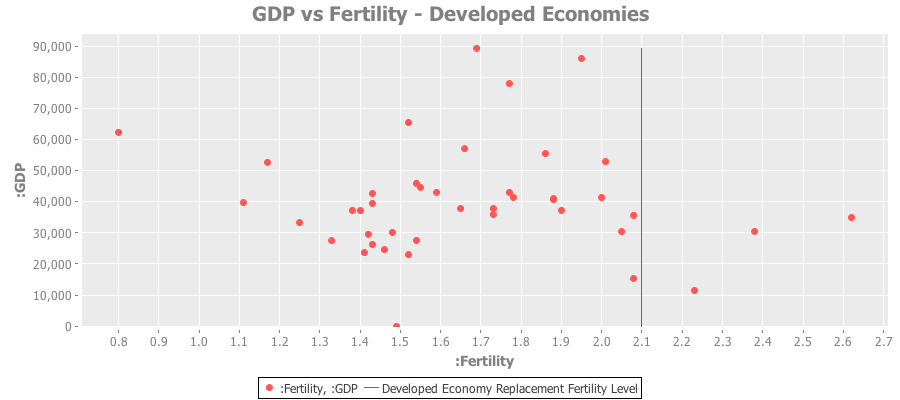 GDP vs Fertility - Developed Economies
:GDP
90,000
80,000
70,000
60,000
50,000
40,000
30,000
20,000
10,000
0
0.8 0.9 1.0 1.1 1.2 1.3 1.4 1.5 1.6 1.7 1.8 1.9 2.0 2.1 2.2 2.3 2.4 2.5 2.6 2.7
:Fertility
:Fertility, :GDP Developed Economy Replacement Fertility Level